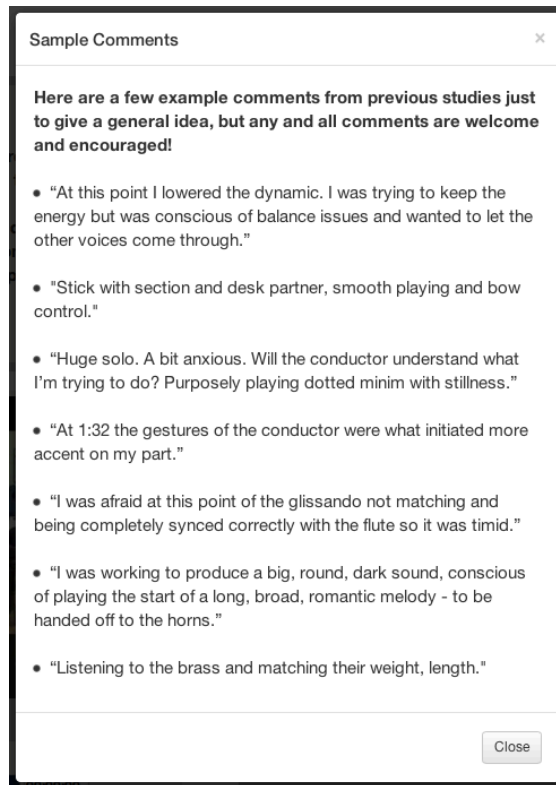 Sample Comments ×
Here are a few example comments from previous studies just
to give a general idea, but any and all comments are welcome
and encouraged!
• “At this point I lowered the dynamic. I was trying to keep the
energy but was conscious of balance issues and wanted to let the
other voices come through.”
• "Stick with section and desk partner, smooth playing and bow
control."
• “Huge solo. A bit anxious. Will the conductor understand what
I’m trying to do? Purposely playing dotted minim with stillness.”
• “At 1:32 the gestures of the conductor were what initiated more
accent on my part.”
• “I was afraid at this point of the glissando not matching and
being completely synced correctly with the flute so it was timid.”
• “I was working to produce a big, round, dark sound, conscious
of playing the start of a long, broad, romantic melody - to be
handed off to the horns.”
• “Listening to the brass and matching their weight, length."
Close